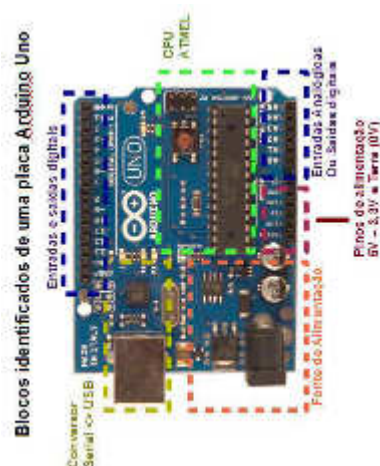 Blocos identificados de uma placa Arduino Uno
Entradas e saídas digitais
CPU
ATMEL
UNO
ARDUINO
Entradas Analógicas
Ou Saídas digitais
Pinos de alimentação
5V – 3,3V e Terra (0V)
Fonte de Alimentação
Conversor
Serial <> USB